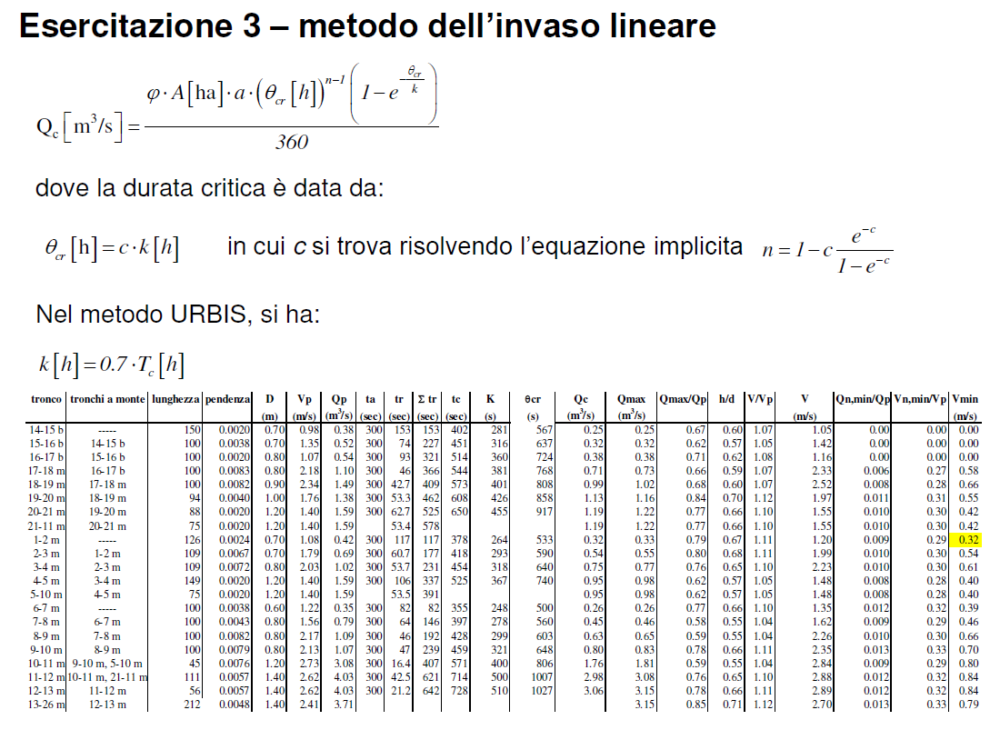 Esercitazione 3 – metodo dell'invaso lineare
Q_c [m³/s] = φ · A[ha] · a · (θ_cr [h])^(n-1) (1 - e^(-θ_cr/k)) / 360
dove la durata critica è data da:
θ_cr [h] = c · k [h] in cui c si trova risolvendo l'equazione implicita n = 1 - c e^(-c) / (1 - e^(-c))
Nel metodo URBIS, si ha:
k [h] = 0.7 · T_c [h]
tronco tronchi a monte lunghezza pendenza D Vp Qp ta tr Σ tr tc K θcr Qc Qmax Qmax/Qp h/d V/Vp V Qn,min/Qp Vn,min/Vp Vmin
(m) (m/s) (m³/s) (sec) (sec) (sec) (sec) (s) (s) (m³/s) (m³/s) (m/s) (m/s)
14-15 b ----- 150 0.0020 0.70 0.98 0.38 300 153 153 402 281 567 0.25 0.25 0.67 0.60 1.07 1.05 0.00 0.00 0.00
15-16 b 14-15 b 100 0.0038 0.70 1.35 0.52 300 74 227 451 316 637 0.32 0.32 0.62 0.57 1.05 1.42 0.00 0.00 0.00
16-17 b 15-16 b 100 0.0020 0.80 1.07 0.54 300 93 321 514 360 724 0.38 0.38 0.71 0.62 1.08 1.16 0.00 0.00 0.00
17-18 m 16-17 b 100 0.0083 0.80 2.18 1.10 300 46 366 544 381 768 0.71 0.73 0.66 0.59 1.07 2.33 0.006 0.27 0.58
18-19 m 17-18 m 100 0.0082 0.90 2.34 1.49 300 42.7 409 573 401 808 0.99 1.02 0.68 0.60 1.07 2.52 0.008 0.28 0.66
19-20 m 18-19 m 94 0.0040 1.00 1.76 1.38 300 53.3 462 608 426 858 1.13 1.16 0.84 0.70 1.12 1.97 0.011 0.31 0.55
20-21 m 19-20 m 88 0.0020 1.20 1.40 1.59 300 62.7 525 650 455 917 1.19 1.22 0.77 0.66 1.10 1.55 0.010 0.30 0.42
21-11 m 20-21 m 75 0.0020 1.20 1.40 1.59 53.4 578 1.19 1.22 0.77 0.66 1.10 1.55 0.010 0.30 0.42
1-2 m ----- 126 0.0024 0.70 1.08 0.42 300 117 117 378 264 533 0.32 0.33 0.79 0.67 1.11 1.20 0.009 0.29 0.32
2-3 m 1-2 m 109 0.0067 0.70 1.79 0.69 300 60.7 177 418 293 590 0.54 0.55 0.80 0.68 1.11 1.99 0.010 0.30 0.54
3-4 m 2-3 m 109 0.0072 0.80 2.03 1.02 300 53.7 231 454 318 640 0.75 0.77 0.76 0.65 1.10 2.23 0.010 0.30 0.61
4-5 m 3-4 m 149 0.0020 1.20 1.40 1.59 300 106 337 525 367 740 0.95 0.98 0.62 0.57 1.05 1.48 0.008 0.28 0.40
5-10 m 4-5 m 75 0.0020 1.20 1.40 1.59 53.5 391 0.95 0.98 0.62 0.57 1.05 1.48 0.008 0.28 0.40
6-7 m ----- 100 0.0038 0.60 1.22 0.35 300 82 82 355 248 500 0.26 0.26 0.77 0.66 1.10 1.35 0.012 0.32 0.39
7-8 m 6-7 m 100 0.0043 0.80 1.56 0.79 300 64 146 397 278 560 0.45 0.46 0.58 0.55 1.04 1.62 0.009 0.29 0.46
8-9 m 7-8 m 100 0.0082 0.80 2.17 1.09 300 46 192 428 299 603 0.63 0.65 0.59 0.55 1.04 2.26 0.010 0.30 0.66
9-10 m 8-9 m 100 0.0079 0.80 2.13 1.07 300 47 239 459 321 648 0.80 0.83 0.78 0.66 1.11 2.35 0.013 0.33 0.70
10-11 m 9-10 m, 5-10 m 45 0.0076 1.20 2.73 3.08 300 16.4 407 571 400 806 1.76 1.81 0.59 0.55 1.04 2.84 0.009 0.29 0.80
11-12 m 10-11 m, 21-11 m 111 0.0057 1.40 2.62 4.03 300 42.5 621 714 500 1007 2.98 3.08 0.76 0.65 1.10 2.88 0.012 0.32 0.84
12-13 m 11-12 m 56 0.0057 1.40 2.62 4.03 300 21.2 642 728 510 1027 3.06 3.15 0.78 0.66 1.11 2.89 0.012 0.32 0.84
13-26 m 12-13 m 212 0.0048 1.40 2.41 3.71 3.15 0.85 0.71 1.12 2.70 0.013 0.33 0.79